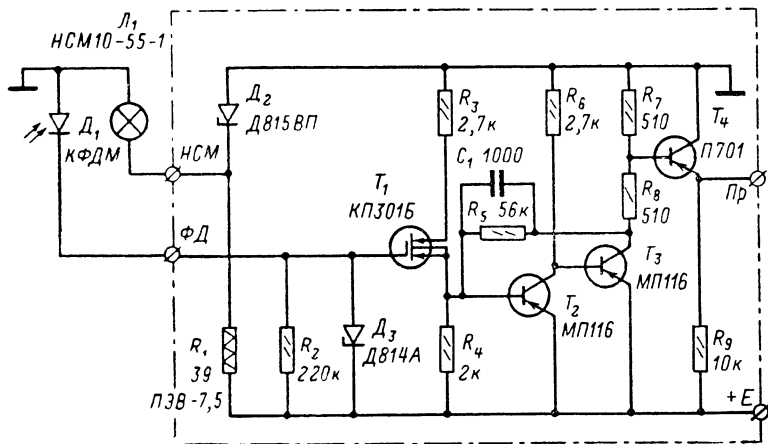 Л₁
НСМ10-55-1
Д₁
КФДМ
НСМ
ФД
Д₂
Д815ВП
R₃
2,7к
R₆
2,7к
R₇
510
T₄
П701
C₁ 1000
R₅ 56к
R₈
510
Пр
T₁
КП301Б
T₃
МП116
T₂
МП116
R₁
39
ПЭВ-7,5
R₂
220к
Д₃
Д814А
R₄
2к
R₉
10к
+E